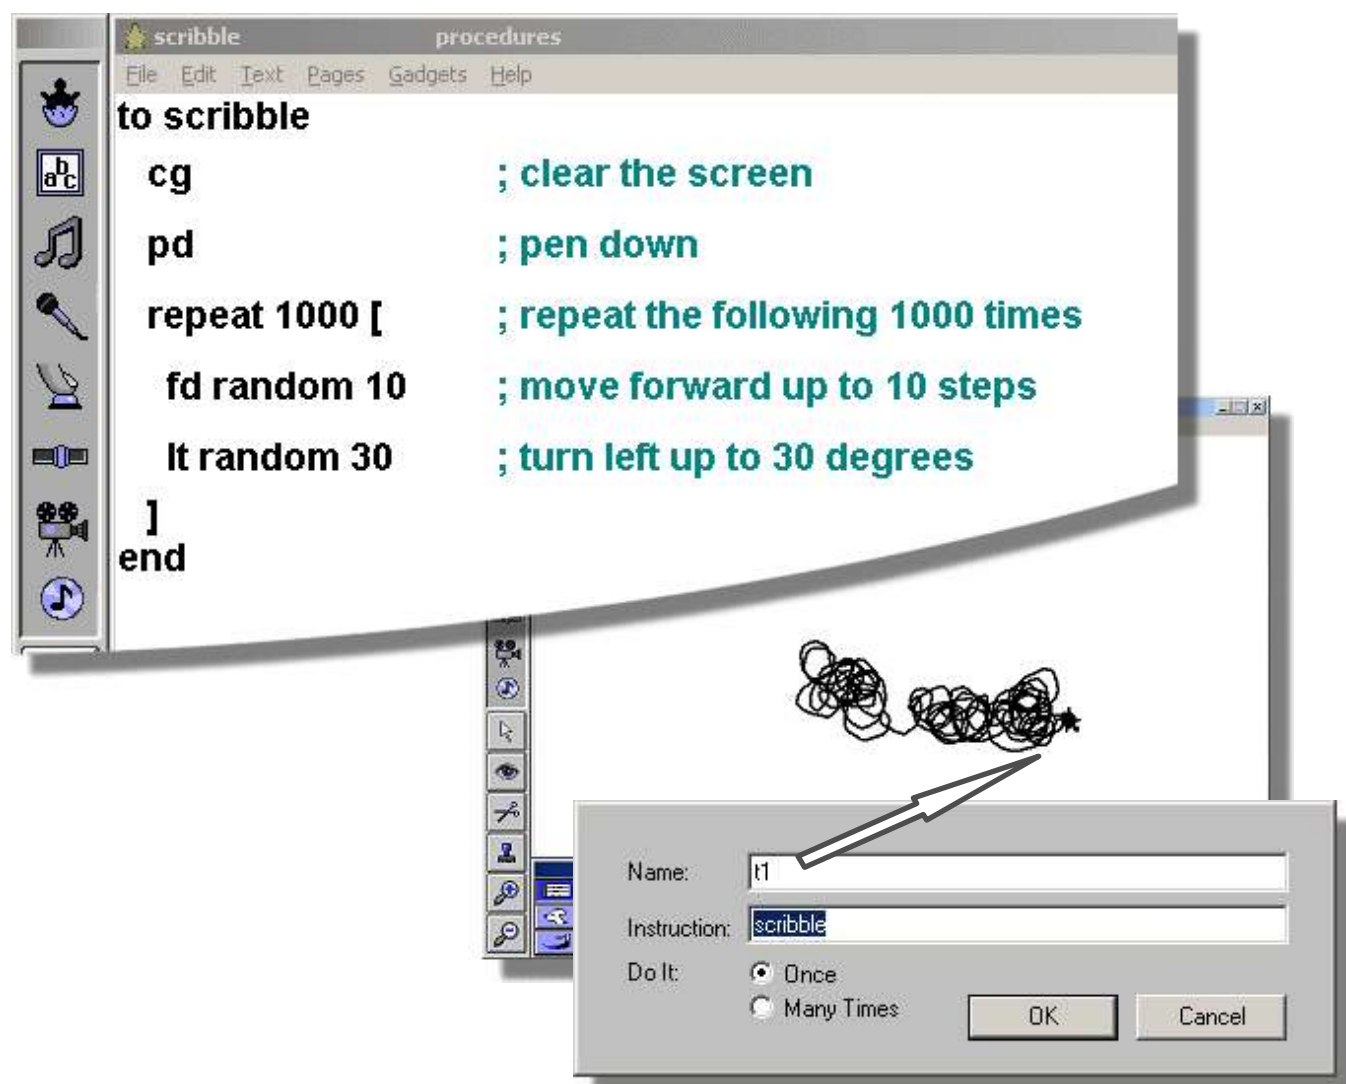 scribble procedures
File Edit Text Pages Gadgets Help
to scribble
cg ; clear the screen
pd ; pen down
repeat 1000 [ ; repeat the following 1000 times
fd random 10 ; move forward up to 10 steps
lt random 30 ; turn left up to 30 degrees
]
end
abc
Name: t1
Instruction: scribble
Do It: Once
Many Times
OK Cancel